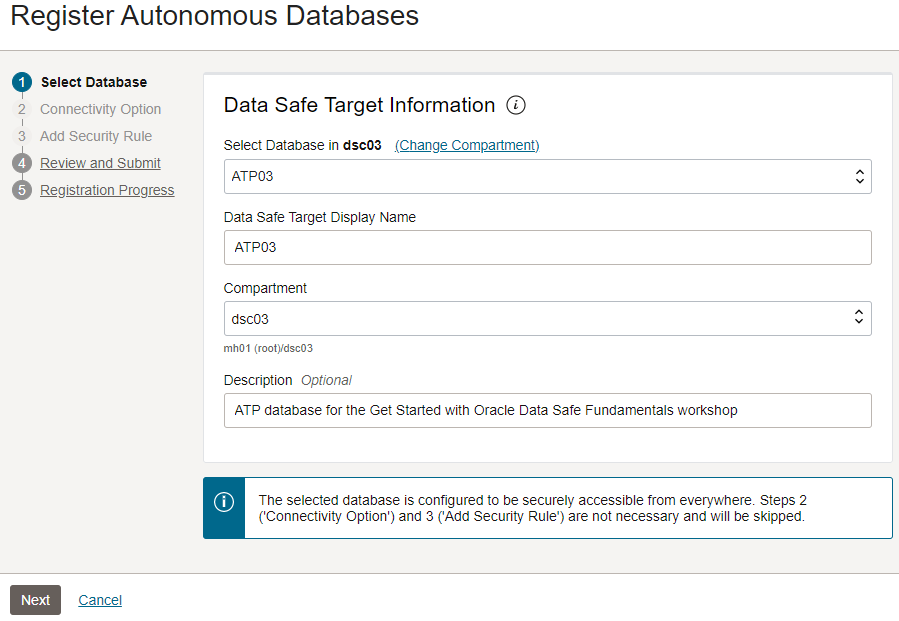 Register Autonomous Databases
1 Select Database
2 Connectivity Option
3 Add Security Rule
4 Review and Submit
5 Registration Progress
Data Safe Target Information i
Select Database in dsc03 (Change Compartment)
ATP03
Data Safe Target Display Name
ATP03
Compartment
dsc03
mh01 (root)/dsc03
Description Optional
ATP database for the Get Started with Oracle Data Safe Fundamentals workshop
i
The selected database is configured to be securely accessible from everywhere. Steps 2
('Connectivity Option') and 3 ('Add Security Rule') are not necessary and will be skipped.
Next Cancel